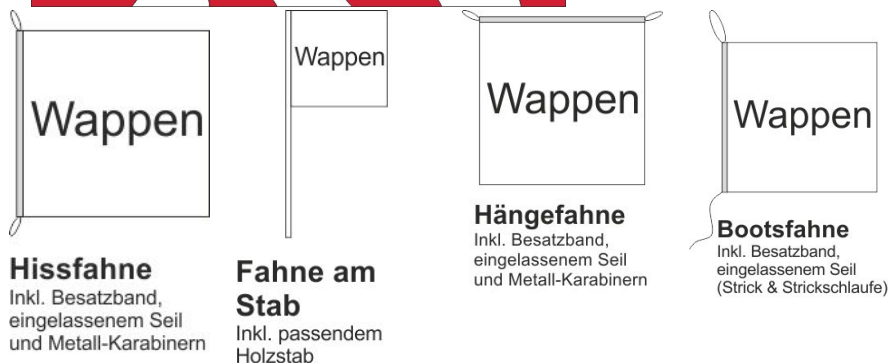 Wappen
Hissfahne
Inkl. Besatzband,
eingelassenem Seil
und Metall-Karabinern
Wappen
Fahne am
Stab
Inkl. passendem
Holzstab
Wappen
Hängefahne
Inkl. Besatzband,
eingelassenem Seil
und Metall-Karabinern
Wappen
Bootsfahne
Inkl. Besatzband,
eingelassenem Seil
(Strick & Strickschlaufe)